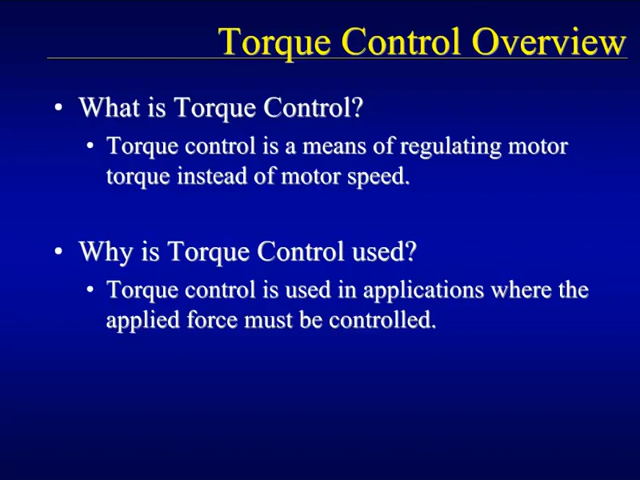 Torque Control Overview
• What is Torque Control?
• Torque control is a means of regulating motor
torque instead of motor speed.
• Why is Torque Control used?
• Torque control is used in applications where the
applied force must be controlled.